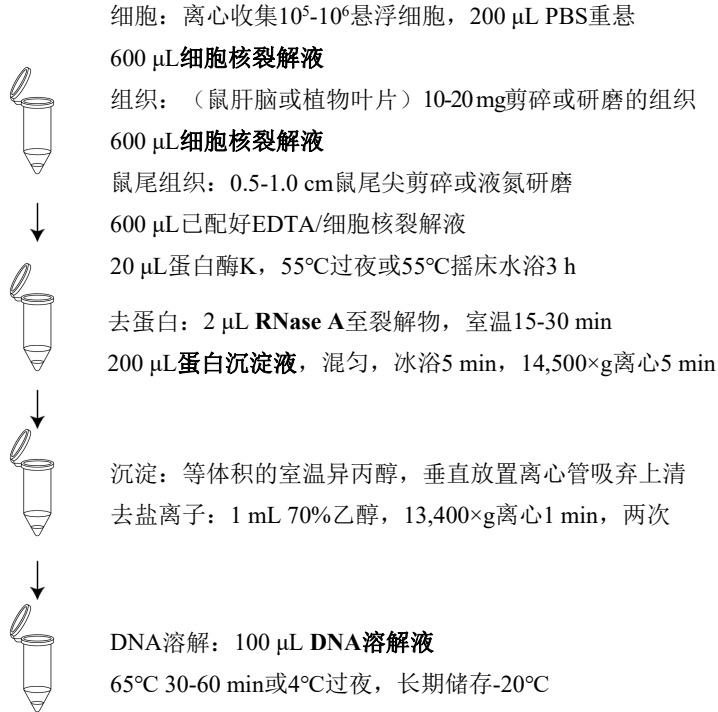 细胞：离心收集10⁵-10⁶悬浮细胞，200 μL PBS重悬
600 μL细胞核裂解液
组织：（鼠肝脏或植物叶片）10-20 mg剪碎或研磨的组织
600 μL细胞核裂解液
鼠尾组织：0.5-1.0 cm鼠尾尖剪碎或液氮研磨
600 μL已配好EDTA/细胞核裂解液
20 μL蛋白酶K，55°C过夜或55°C摇床水浴3 h
去蛋白：2 μL RNase A至裂解物，室温15-30 min
200 μL蛋白沉淀液，混匀，冰浴5 min，14,500×g离心5 min
沉淀：等体积的室温异丙醇，垂直放置离心管吸弃上清
去盐离子：1 mL 70%乙醇，13,400×g离心1 min，两次
DNA溶解：100 μL DNA溶解液
65°C 30-60 min或4°C过夜，长期储存-20°C